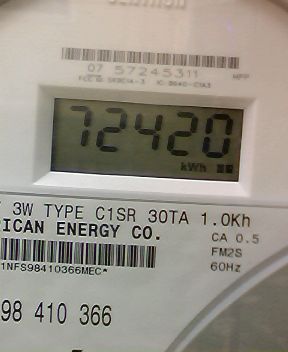 07 57245311
72420
kWh
3W TYPE C1SR 30TA 1.0Kh
RICAN ENERGY CO.
CA 0.5
FM2S
60Hz
1NFS98410366MEC*
98 410 366